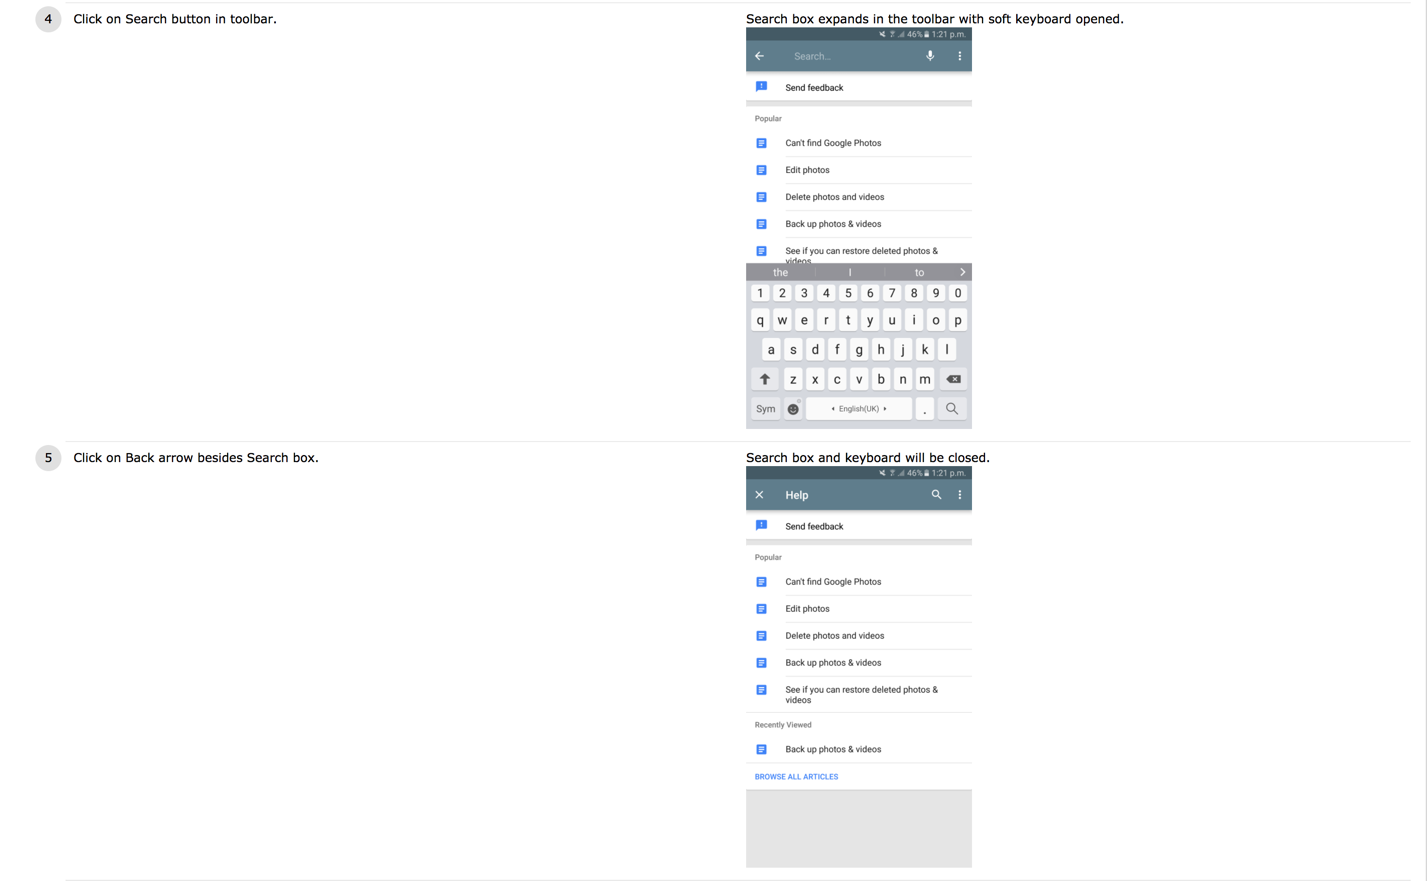 4 Click on Search button in toolbar.
Search box expands in the toolbar with soft keyboard opened.
46% 1:21 p.m.
Search...
Send feedback
Popular
Can't find Google Photos
Edit photos
Delete photos and videos
Back up photos & videos
See if you can restore deleted photos &
videos
the I to
1 2 3 4 5 6 7 8 9 0
q w e r t y u i o p
a s d f g h j k l
z x c v b n m
Sym English(UK) .
5 Click on Back arrow besides Search box.
Search box and keyboard will be closed.
46% 1:21 p.m.
Help
Send feedback
Popular
Can't find Google Photos
Edit photos
Delete photos and videos
Back up photos & videos
See if you can restore deleted photos &
videos
Recently Viewed
Back up photos & videos
BROWSE ALL ARTICLES